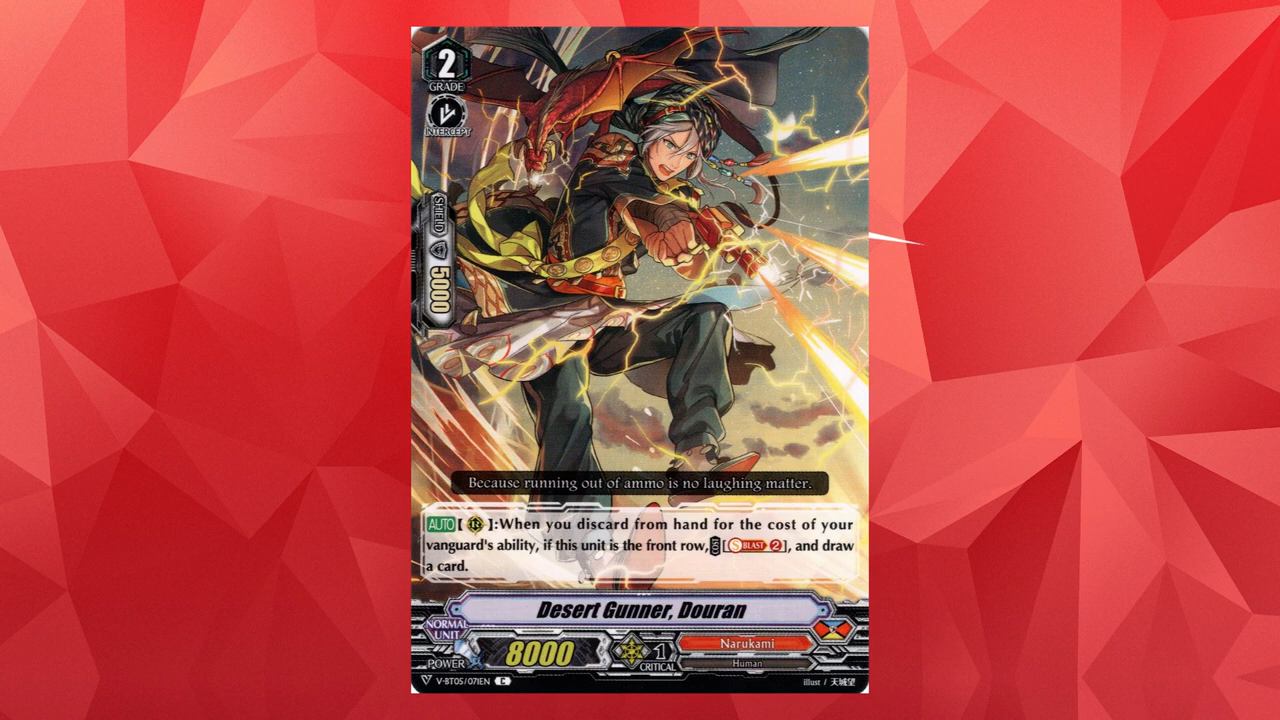 2
GRADE
INTERCEPT
SHIELD
5000
Because running out of ammo is no laughing matter.
AUTO[ ]:When you discard from hand for the cost of your
vanguard's ability, if this unit is the front row, [S BLAST 2], and draw
a card.
Desert Gunner, Douran
NORMAL
UNIT
POWER 8000 1
CRITICAL
Narukami
Human
V-BT05/071EN C illust / 天城望